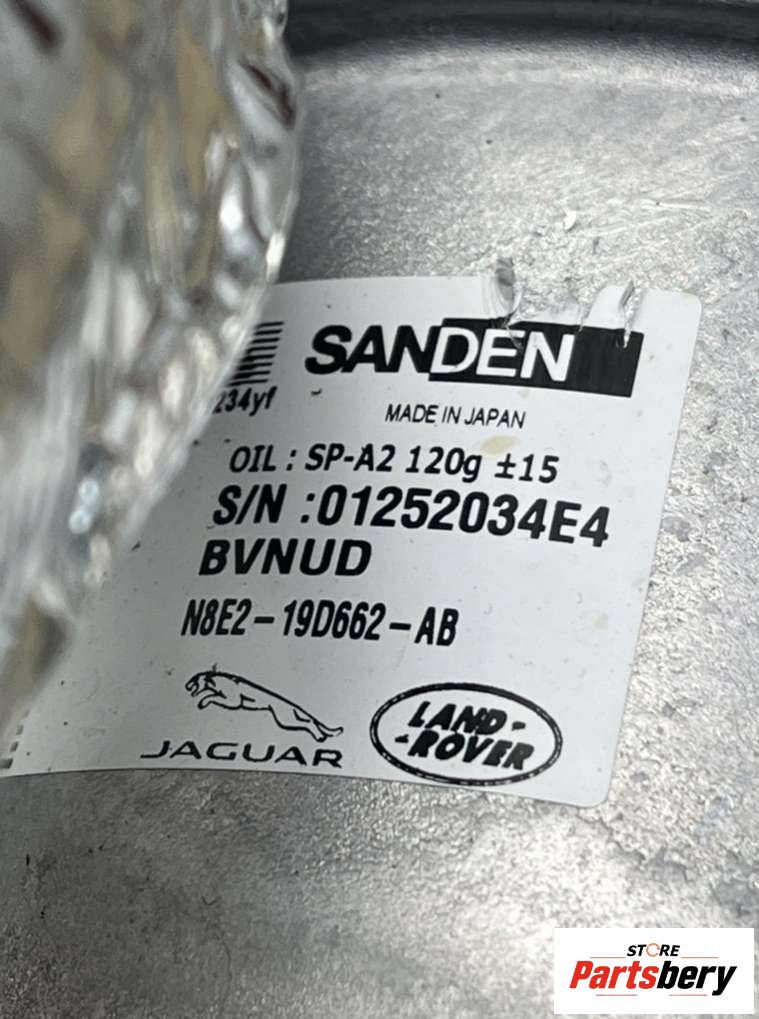 SANDEN
234yf
MADE IN JAPAN
OIL : SP-A2 120g ±15
S/N :01252034E4
BVNUD
N8E2-19D662-AB
JAGUAR
LAND-
-ROVER
STORE
Partsbery